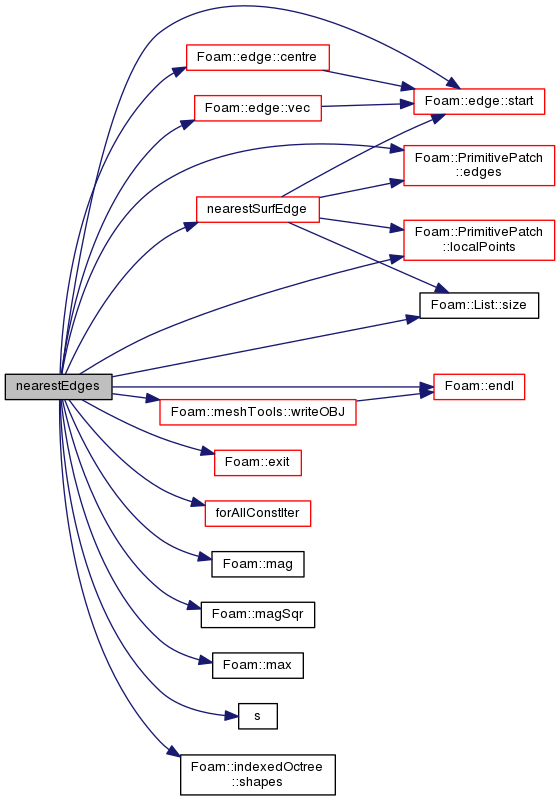 Foam::edge::centre
Foam::edge::start
Foam::edge::vec
Foam::PrimitivePatch
::edges
nearestSurfEdge
Foam::PrimitivePatch
::localPoints
Foam::List::size
nearestEdges
Foam::endl
Foam::meshTools::writeOBJ
Foam::exit
forAllConstIter
Foam::mag
Foam::magSqr
Foam::max
s
Foam::indexedOctree
::shapes